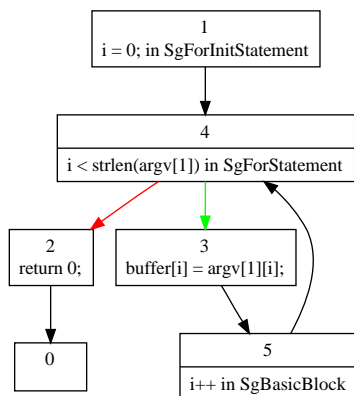 1
i = 0; in SgForInitStatement
4
i < strlen(argv[1]) in SgForStatement
2
return 0;
3
buffer[i] = argv[1][i];
0
5
i++ in SgBasicBlock